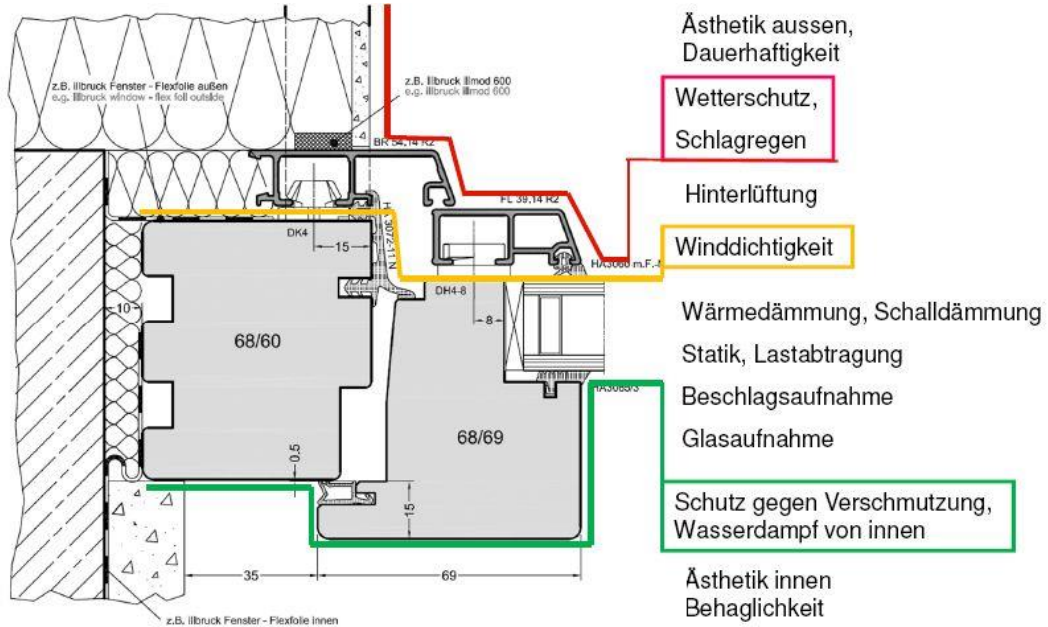 Ästhetik aussen,
Dauerhaftigkeit
Wetterschutz,
Schlagregen
Hinterlüftung
Winddichtigkeit
Wärmedämmung, Schalldämmung
Statik, Lastabtragung
Beschlagsaufnahme
Glasaufnahme
Schutz gegen Verschmutzung,
Wasserdampf von innen
Ästhetik innen
Behaglichkeit
z.B. illbruck Fenster - Flexfolie außen
e.g. illbruck window - flex foil outside
z.B. illbruck illmod 600
e.g. illbruck illmod 600
BR 54,14 R2
FL 39,14 R2
DK4
15
HA3060 m.F.
DH4-8
8
10
68/60
68/69
HA3065/3
0,5
15
35
69
z.B. illbruck Fenster - Flexfolie innen